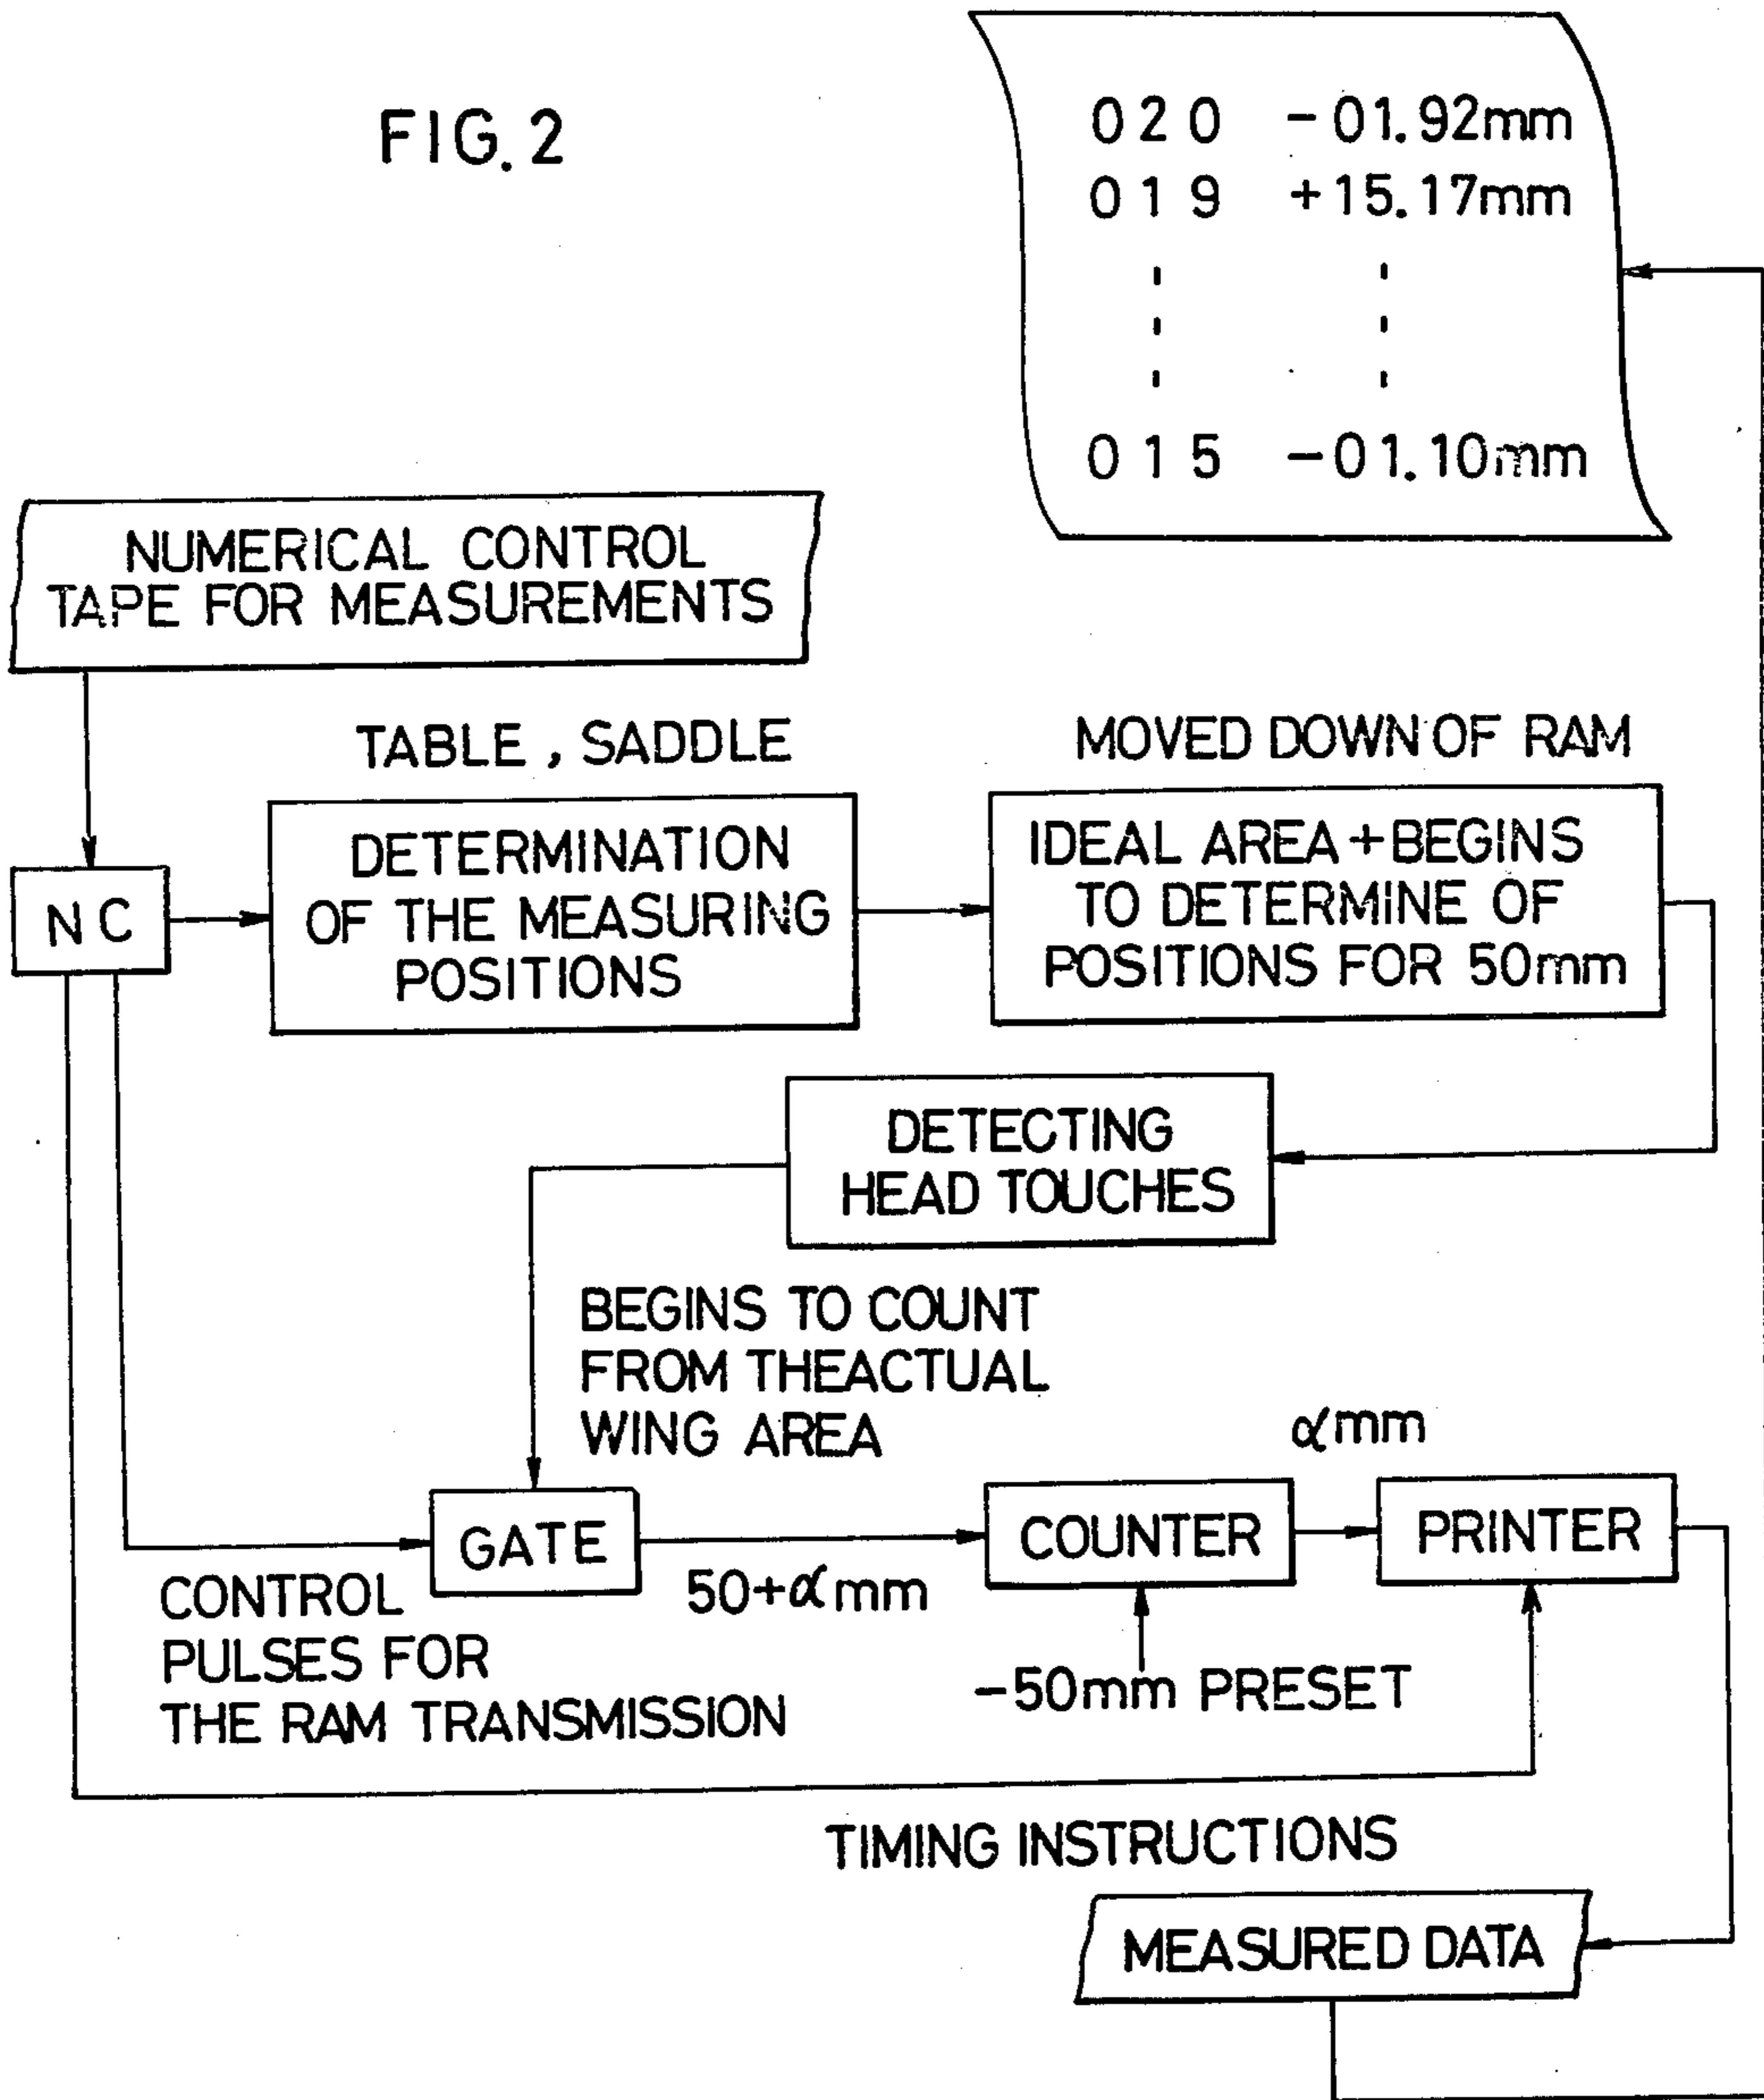 FIG. 2
020 -01.92mm
019 +15.17mm
015 -01.10mm
NUMERICAL CONTROL
TAPE FOR MEASUREMENTS
TABLE, SADDLE
MOVED DOWN OF RAM
NC
DETERMINATION
OF THE MEASURING
POSITIONS
IDEAL AREA + BEGINS
TO DETERMINE OF
POSITIONS FOR 50mm
DETECTING
HEAD TOUCHES
BEGINS TO COUNT
FROM THEACTUAL
WING AREA
αmm
GATE
COUNTER
PRINTER
50+αmm
CONTROL
PULSES FOR
THE RAM TRANSMISSION
-50mm PRESET
TIMING INSTRUCTIONS
MEASURED DATA